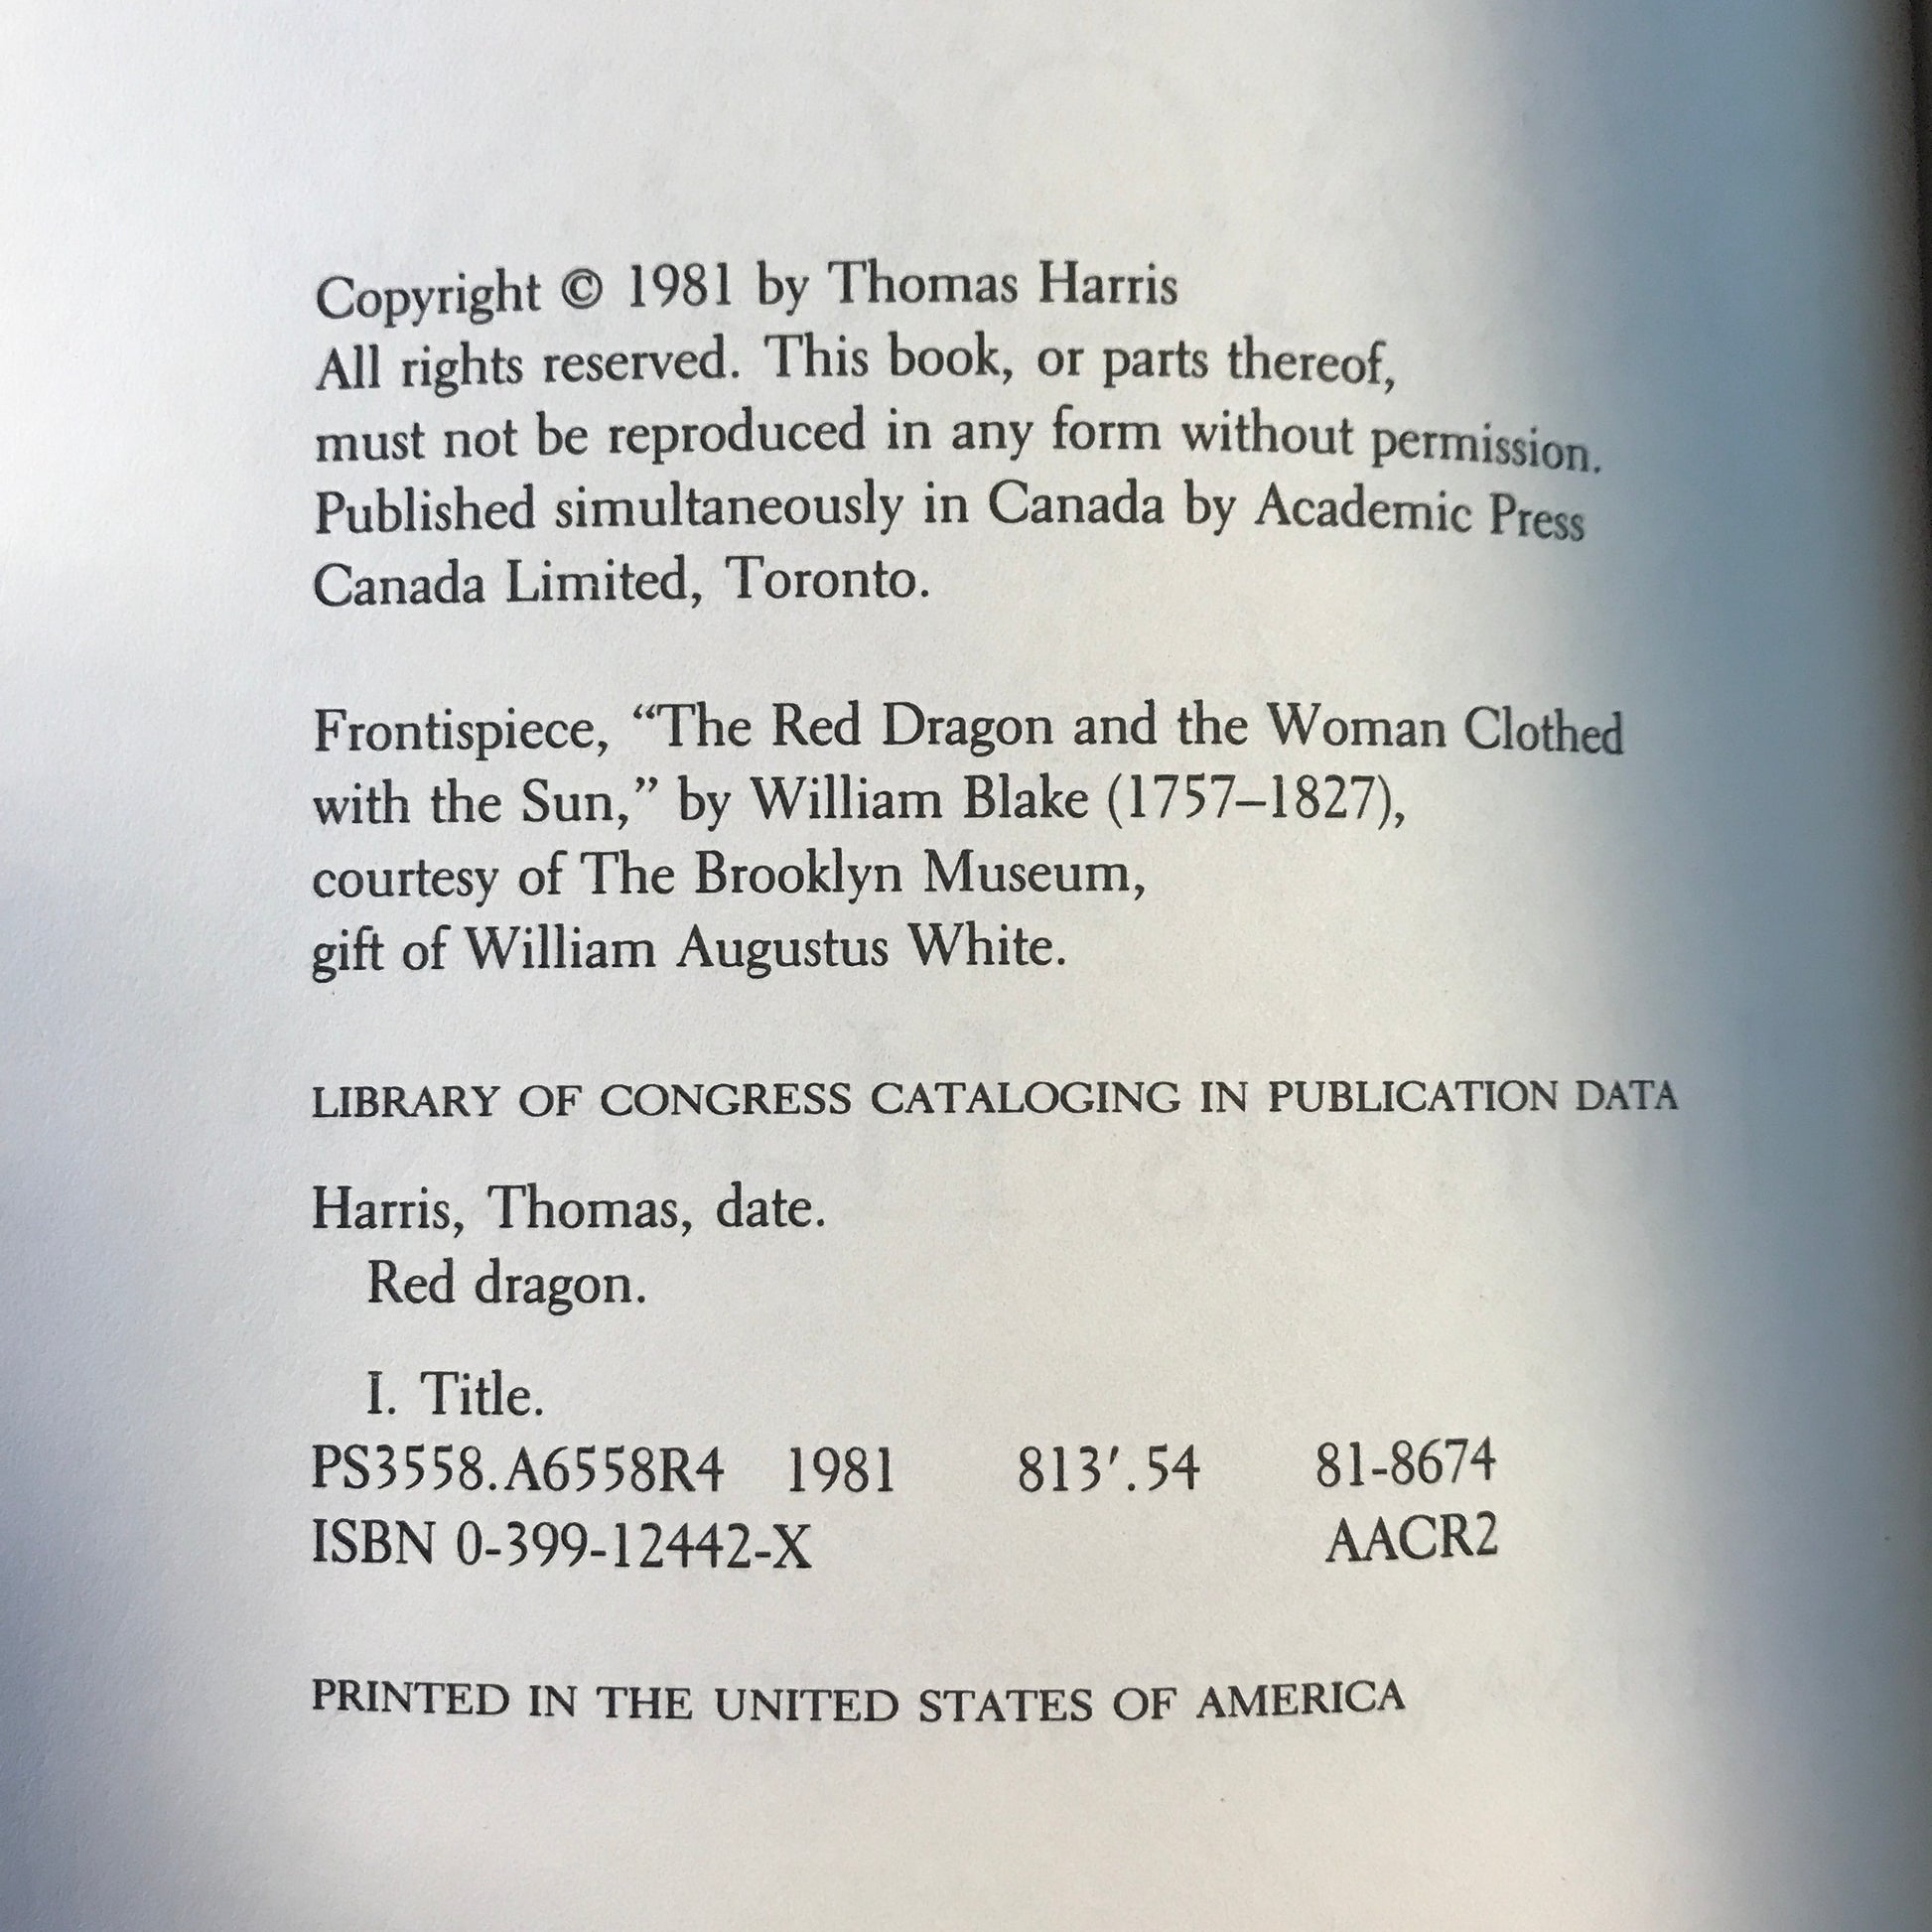 Copyright © 1981 by Thomas Harris
All rights reserved. This book, or parts thereof,
must not be reproduced in any form without permission.
Published simultaneously in Canada by Academic Press
Canada Limited, Toronto.
Frontispiece, “The Red Dragon and the Woman Clothed
with the Sun,” by William Blake (1757–1827),
courtesy of The Brooklyn Museum,
gift of William Augustus White.
LIBRARY OF CONGRESS CATALOGING IN PUBLICATION DATA
Harris, Thomas, date.
Red dragon.
I. Title.
PS3558.A6558R4 1981 813′.54 81-8674
ISBN 0-399-12442-X AACR2
PRINTED IN THE UNITED STATES OF AMERICA